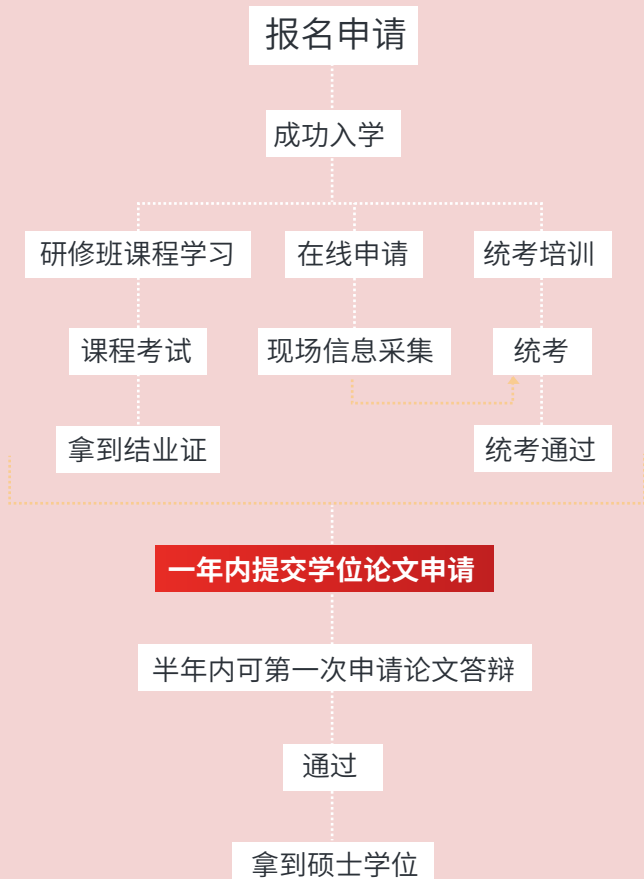 报名申请
成功入学
研修班课程学习
在线申请
统考培训
课程考试
现场信息采集
统考
拿到结业证
统考通过
一年内提交学位论文申请
半年内可第一次申请论文答辩
通过
拿到硕士学位